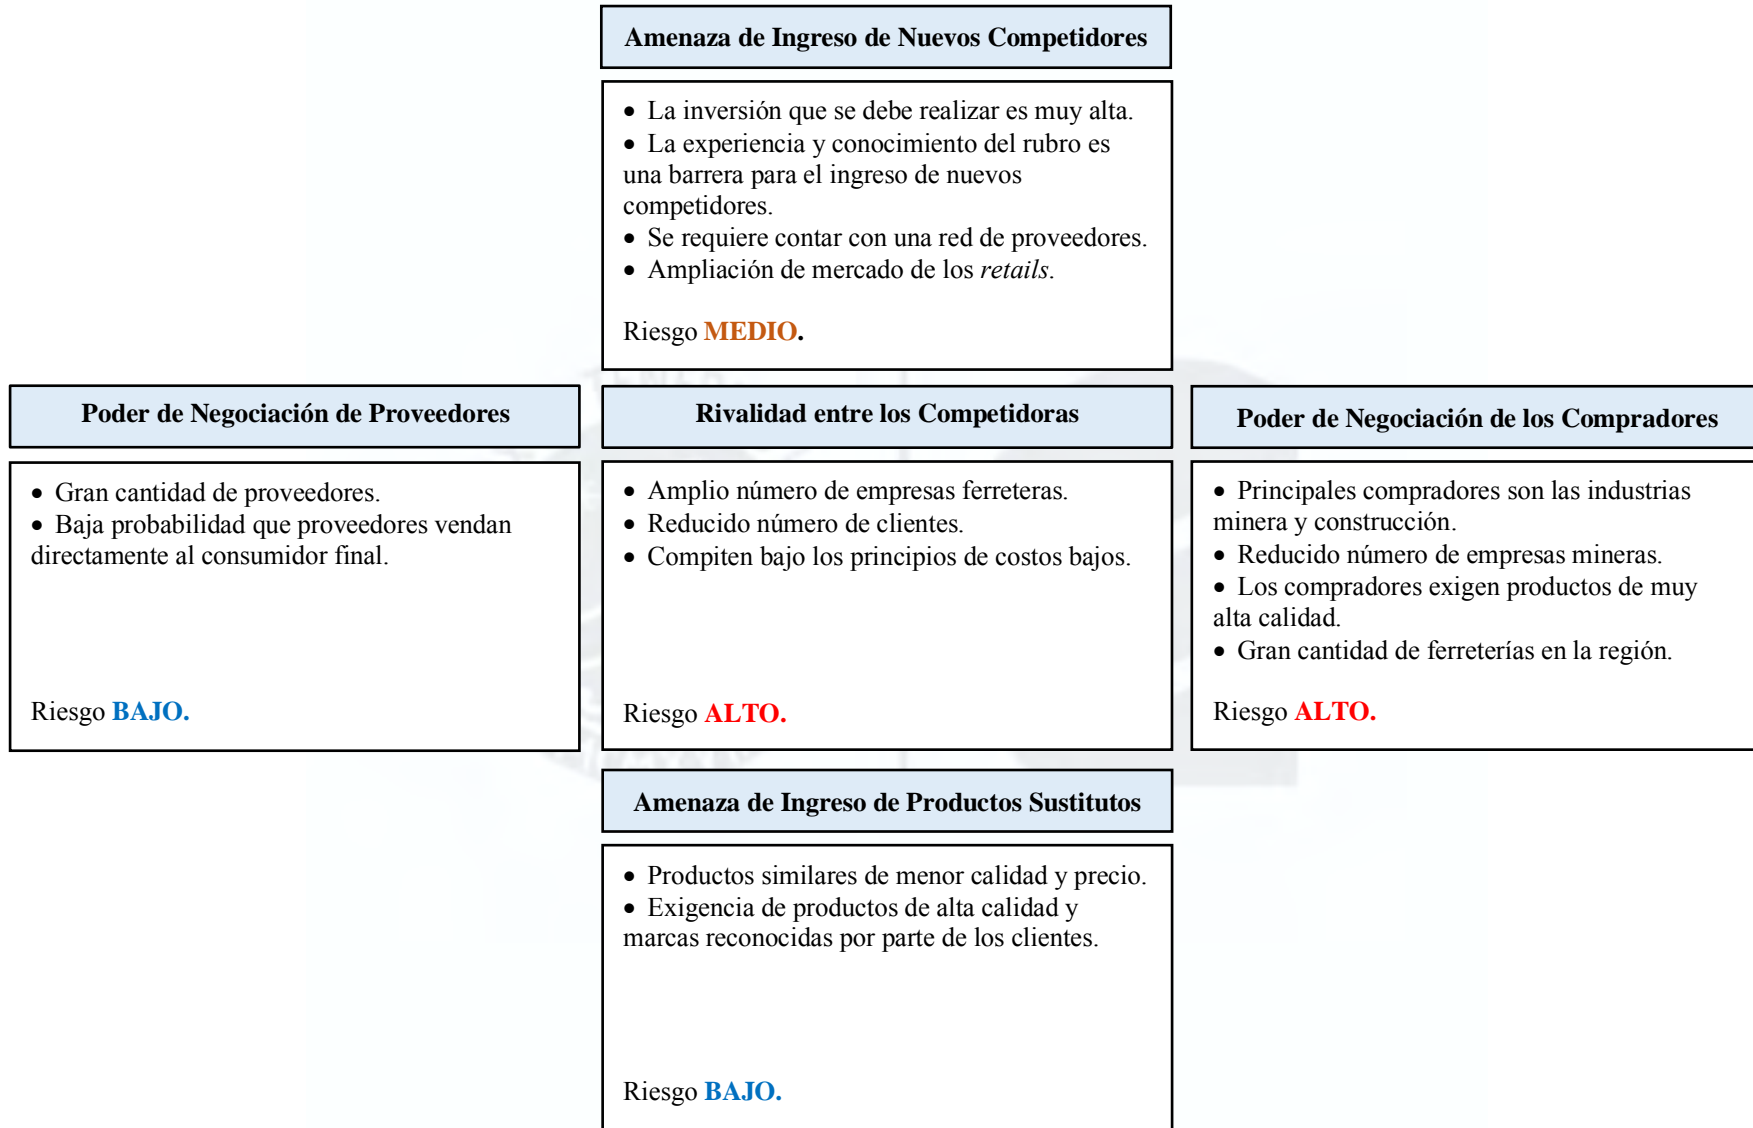 Amenaza de Ingreso de Nuevos Competidores
• La inversión que se debe realizar es muy alta.
• La experiencia y conocimiento del rubro es
una barrera para el ingreso de nuevos
competidores.
• Se requiere contar con una red de proveedores.
• Ampliación de mercado de los retails.
Riesgo MEDIO.
Poder de Negociación de Proveedores
• Gran cantidad de proveedores.
• Baja probabilidad que proveedores vendan
directamente al consumidor final.
Riesgo BAJO.
Rivalidad entre los Competidoras
• Amplio número de empresas ferreteras.
• Reducido número de clientes.
• Compiten bajo los principios de costos bajos.
Riesgo ALTO.
Poder de Negociación de los Compradores
• Principales compradores son las industrias
minera y construcción.
• Reducido número de empresas mineras.
• Los compradores exigen productos de muy
alta calidad.
• Gran cantidad de ferreterías en la región.
Riesgo ALTO.
Amenaza de Ingreso de Productos Sustitutos
• Productos similares de menor calidad y precio.
• Exigencia de productos de alta calidad y
marcas reconocidas por parte de los clientes.
Riesgo BAJO.